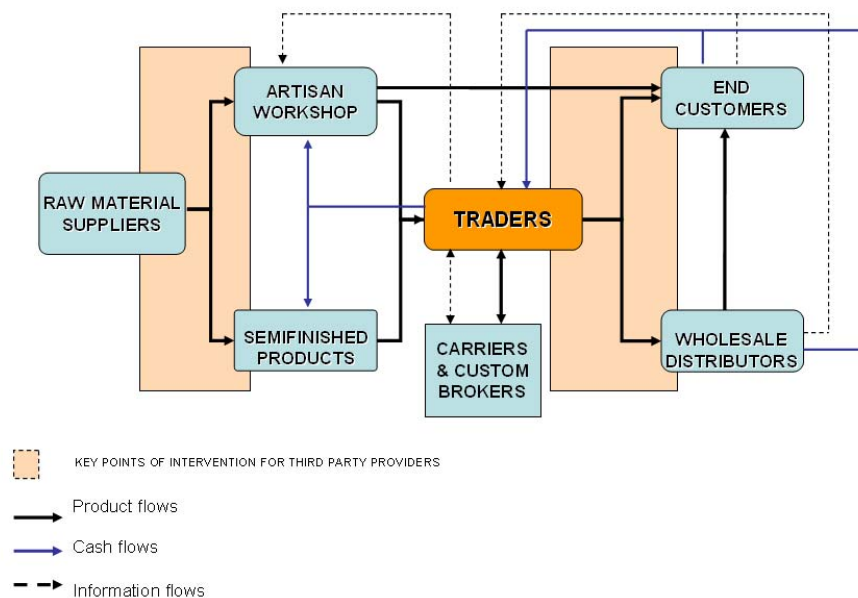 ARTISAN
WORKSHOP
END
CUSTOMERS
RAW MATERIAL
SUPPLIERS
TRADERS
SEMIFINISHED
PRODUCTS
CARRIERS
& CUSTOM
BROKERS
WHOLESALE
DISTRIBUTORS
KEY POINTS OF INTERVENTION FOR THIRD PARTY PROVIDERS
Product flows
Cash flows
Information flows